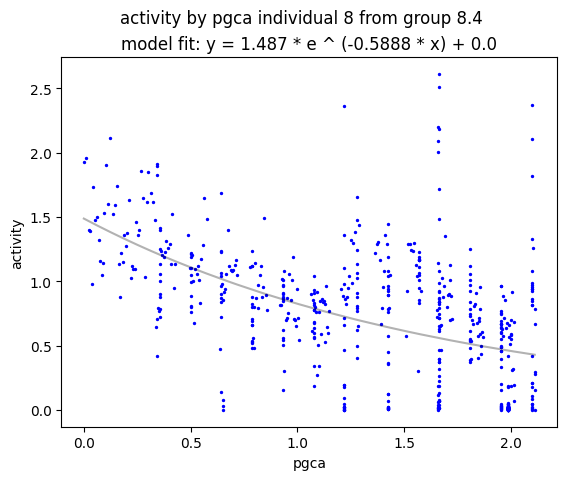 activity by pgca individual 8 from group 8.4
model fit: y = 1.487 * e ^ (-0.5888 * x) + 0.0
2.5
2.0
1.5
1.0
0.5
0.0
activity
0.0 0.5 1.0 1.5 2.0
pgca